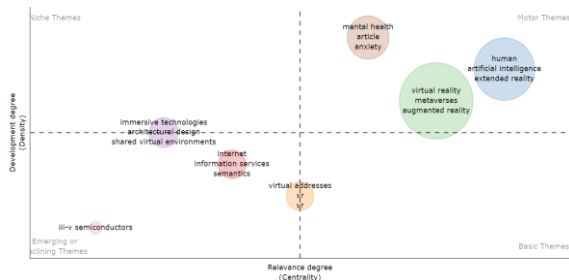 Niche Themes
Motor Themes
mental health
article
anxiety
human
artificial intelligence
extended reality
virtual reality
metaverses
augmented reality
immersive technologies
architectural design
shared virtual environments
internet
information services
semantics
virtual addresses
xr
vr
iii-v semiconductors
Emerging or
clining Themes
Basic Themes
Development degree
(Density)
Relevance degree
(Centrality)